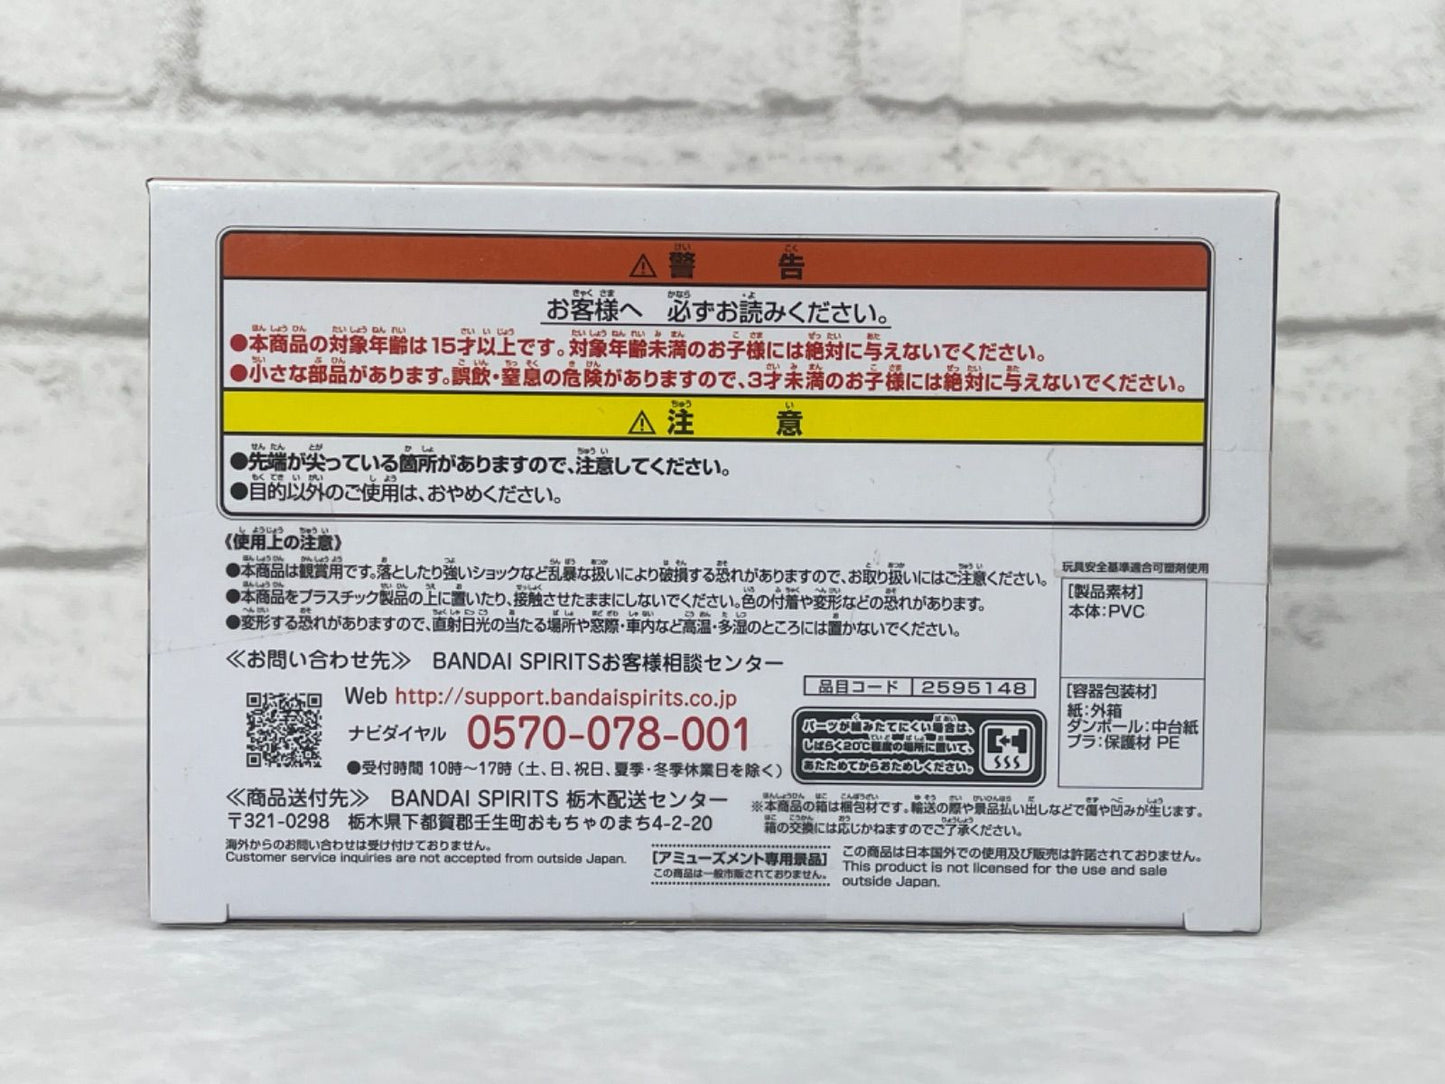 ⚠警告
お客様へ 必ずお読みください。
●本商品の対象年齢は15才以上です。対象年齢未満のお子様には絶対に与えないでください。
●小さな部品があります。誤飲・窒息の危険がありますので、3才未満のお子様には絶対に与えないでください。
⚠注意
●先端が尖っている箇所がありますので、注意してください。
●目的以外のご使用は、おやめください。
《使用上の注意》
●本商品は観賞用です。落としたり強いショックなど乱暴な扱いにより破損する恐れがありますので、お取り扱いにはご注意ください。
●本商品をプラスチック製品の上に置いたり、接触させたままにしないでください。色の付着や変形などの恐れがあります。
●変形する恐れがありますので、直射日光の当たる場所や窓際・車内など高温・多湿のところには置かないでください。
玩具安全基準適合可塑剤使用
[製品素材]
本体:PVC
[容器包装材]
紙:外箱
ダンボール:中台紙
プラ:保護材 PE
≪お問い合わせ先≫ BANDAI SPIRITSお客様相談センター
Web http://support.bandaispirits.co.jp
ナビダイヤル 0570-078-001
●受付時間 10時～17時(土、日、祝日、夏季・冬季休業日を除く)
品目コード 2595148
パーツが組みたてにくい場合は、
しばらく20℃程度の場所に置いて、
あたためてからおためしください。
≪商品送付先≫ BANDAI SPIRITS 栃木配送センター
〒321-0298 栃木県下都賀郡壬生町おもちゃのまち4-2-20
※本商品の箱は梱包材です。輸送の際や景品払い出しなどで傷や凹みが生じます。
箱の交換には応じかねますのでご了承ください。
海外からのお問い合わせは受け付けておりません。
Customer service inquiries are not accepted from outside Japan.
[アミューズメント専用景品]
この商品は一般市販されておりません。
この商品は日本国外での使用及び販売は許諾されておりません。
This product is not licensed for the use and sale
outside Japan.